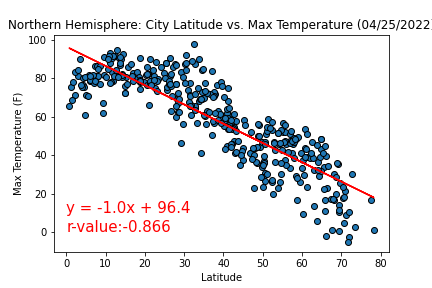 Northern Hemisphere: City Latitude vs. Max Temperature (04/25/2022)
100
80
60
40
20
0
Max Temperature (F)
y = -1.0x + 96.4
r-value:-0.866
0 10 20 30 40 50 60 70 80
Latitude